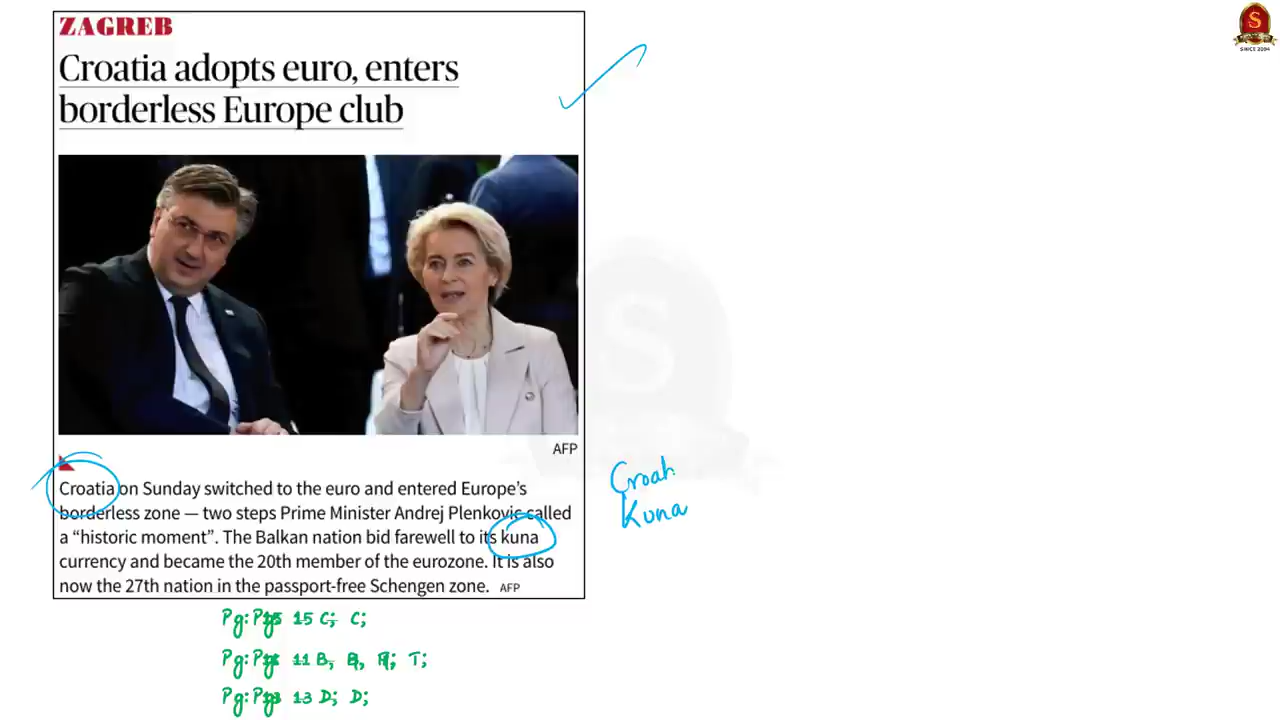 ZAGREB
Croatia adopts euro, enters
borderless Europe club
AFP
Croatia on Sunday switched to the euro and entered Europe's
borderless zone — two steps Prime Minister Andrej Plenkovic called
a “historic moment”. The Balkan nation bid farewell to its kuna
currency and became the 20th member of the eurozone. It is also
now the 27th nation in the passport-free Schengen zone. AFP
Kuna
15 C; C;
11 B, T;
13 D; D;
S
SINCE 2004
S